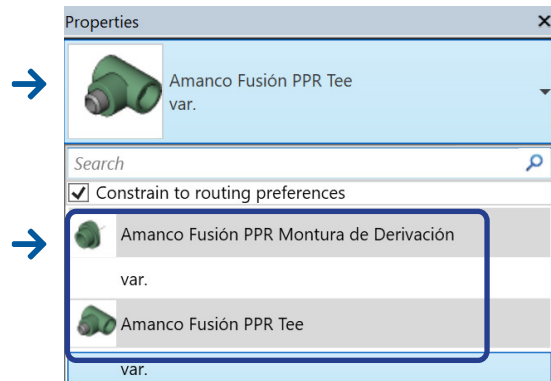 Properties
Amanco Fusión PPR Tee
var.
Search
Constrain to routing preferences
Amanco Fusión PPR Montura de Derivación
var.
Amanco Fusión PPR Tee
var.